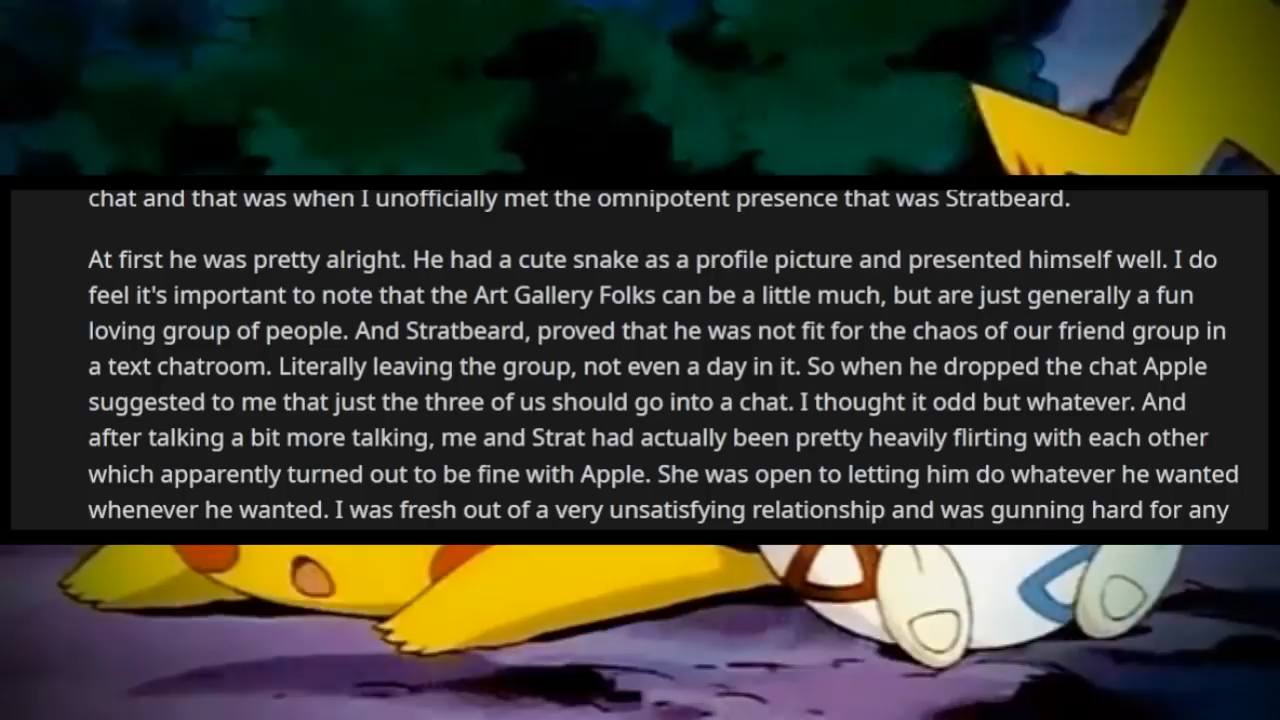 chat and that was when I unofficially met the omnipotent presence that was Stratbeard.
At first he was pretty alright. He had a cute snake as a profile picture and presented himself well. I do
feel it's important to note that the Art Gallery Folks can be a little much, but are just generally a fun
loving group of people. And Stratbeard, proved that he was not fit for the chaos of our friend group in
a text chatroom. Literally leaving the group, not even a day in it. So when he dropped the chat Apple
suggested to me that just the three of us should go into a chat. I thought it odd but whatever. And
after talking a bit more talking, me and Strat had actually been pretty heavily flirting with each other
which apparently turned out to be fine with Apple. She was open to letting him do whatever he wanted
whenever he wanted. I was fresh out of a very unsatisfying relationship and was gunning hard for any